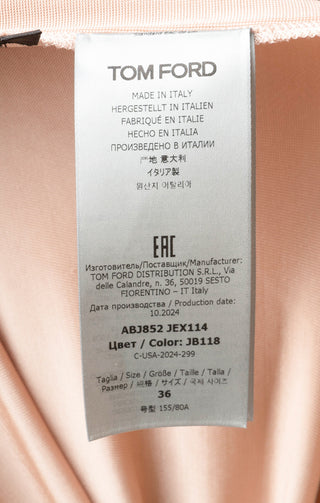 TOM FORD
MADE IN ITALY
HERGESTELLT IN ITALIEN
FABRIQUÉ EN ITALIE
HECHO EN ITALIA
ПРОИЗВЕДЕНО В ИТАЛИИ
产地 意大利
イタリア製
원산지 이탈리아
EAC
Изготовитель/Поставщик/Manufacturer:
TOM FORD DISTRIBUTION S.R.L., Via
delle Calandre, n. 36, 50019 SESTO
FIORENTINO – IT Italy
Дата производства / Production date:
10.2024
ABJ852 JEX114
Цвет / Color: JB118
C-USA-2024-299
Taglia / Size / Größe / Taille / Talla /
Размер / 规格 / サイズ / 국제 사이즈
36
号型 155/80A